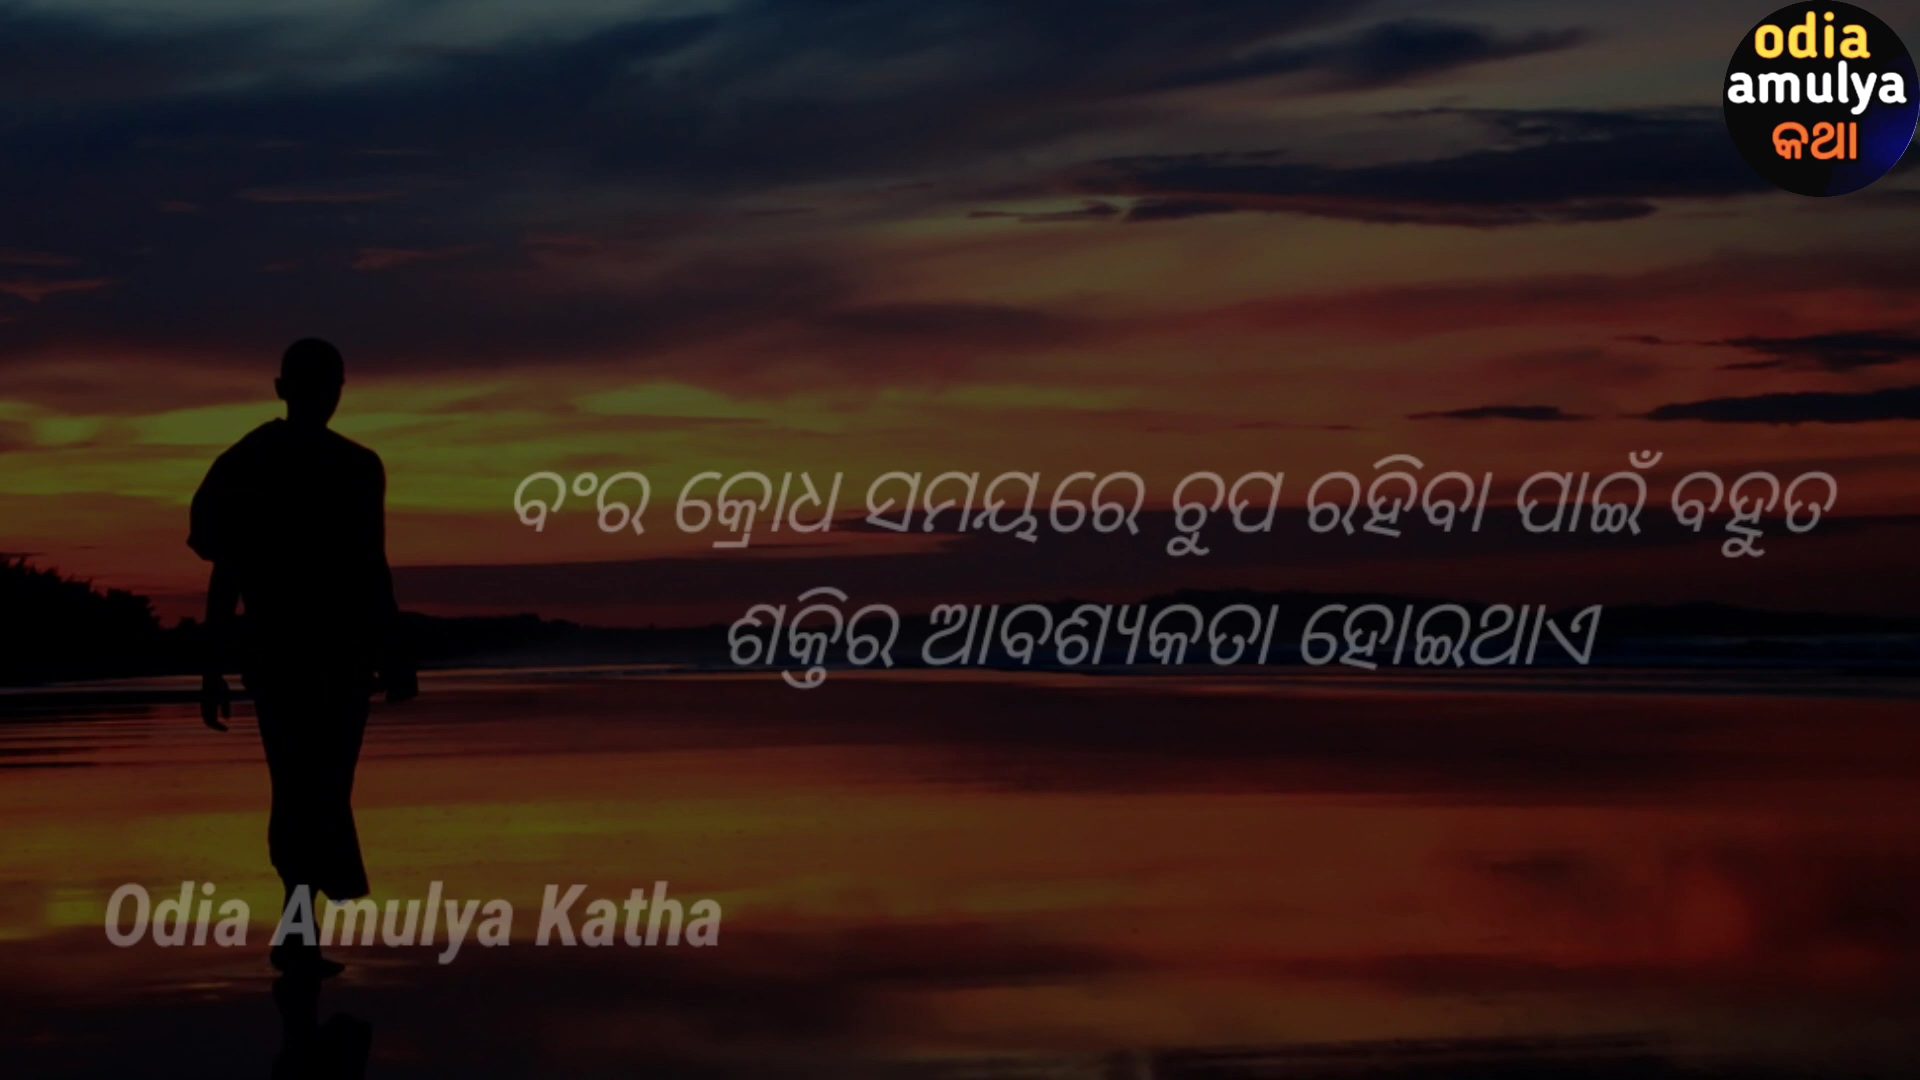 odia
amulya
କଥା
ବଂର କ୍ରୋଧ ସମୟରେ ଚୁପ ରହିବା ପାଇଁ ବହୁତ
ଶକ୍ତିର ଆବଶ୍ୟକତା ହୋଇଥାଏ
Odia Amulya Katha